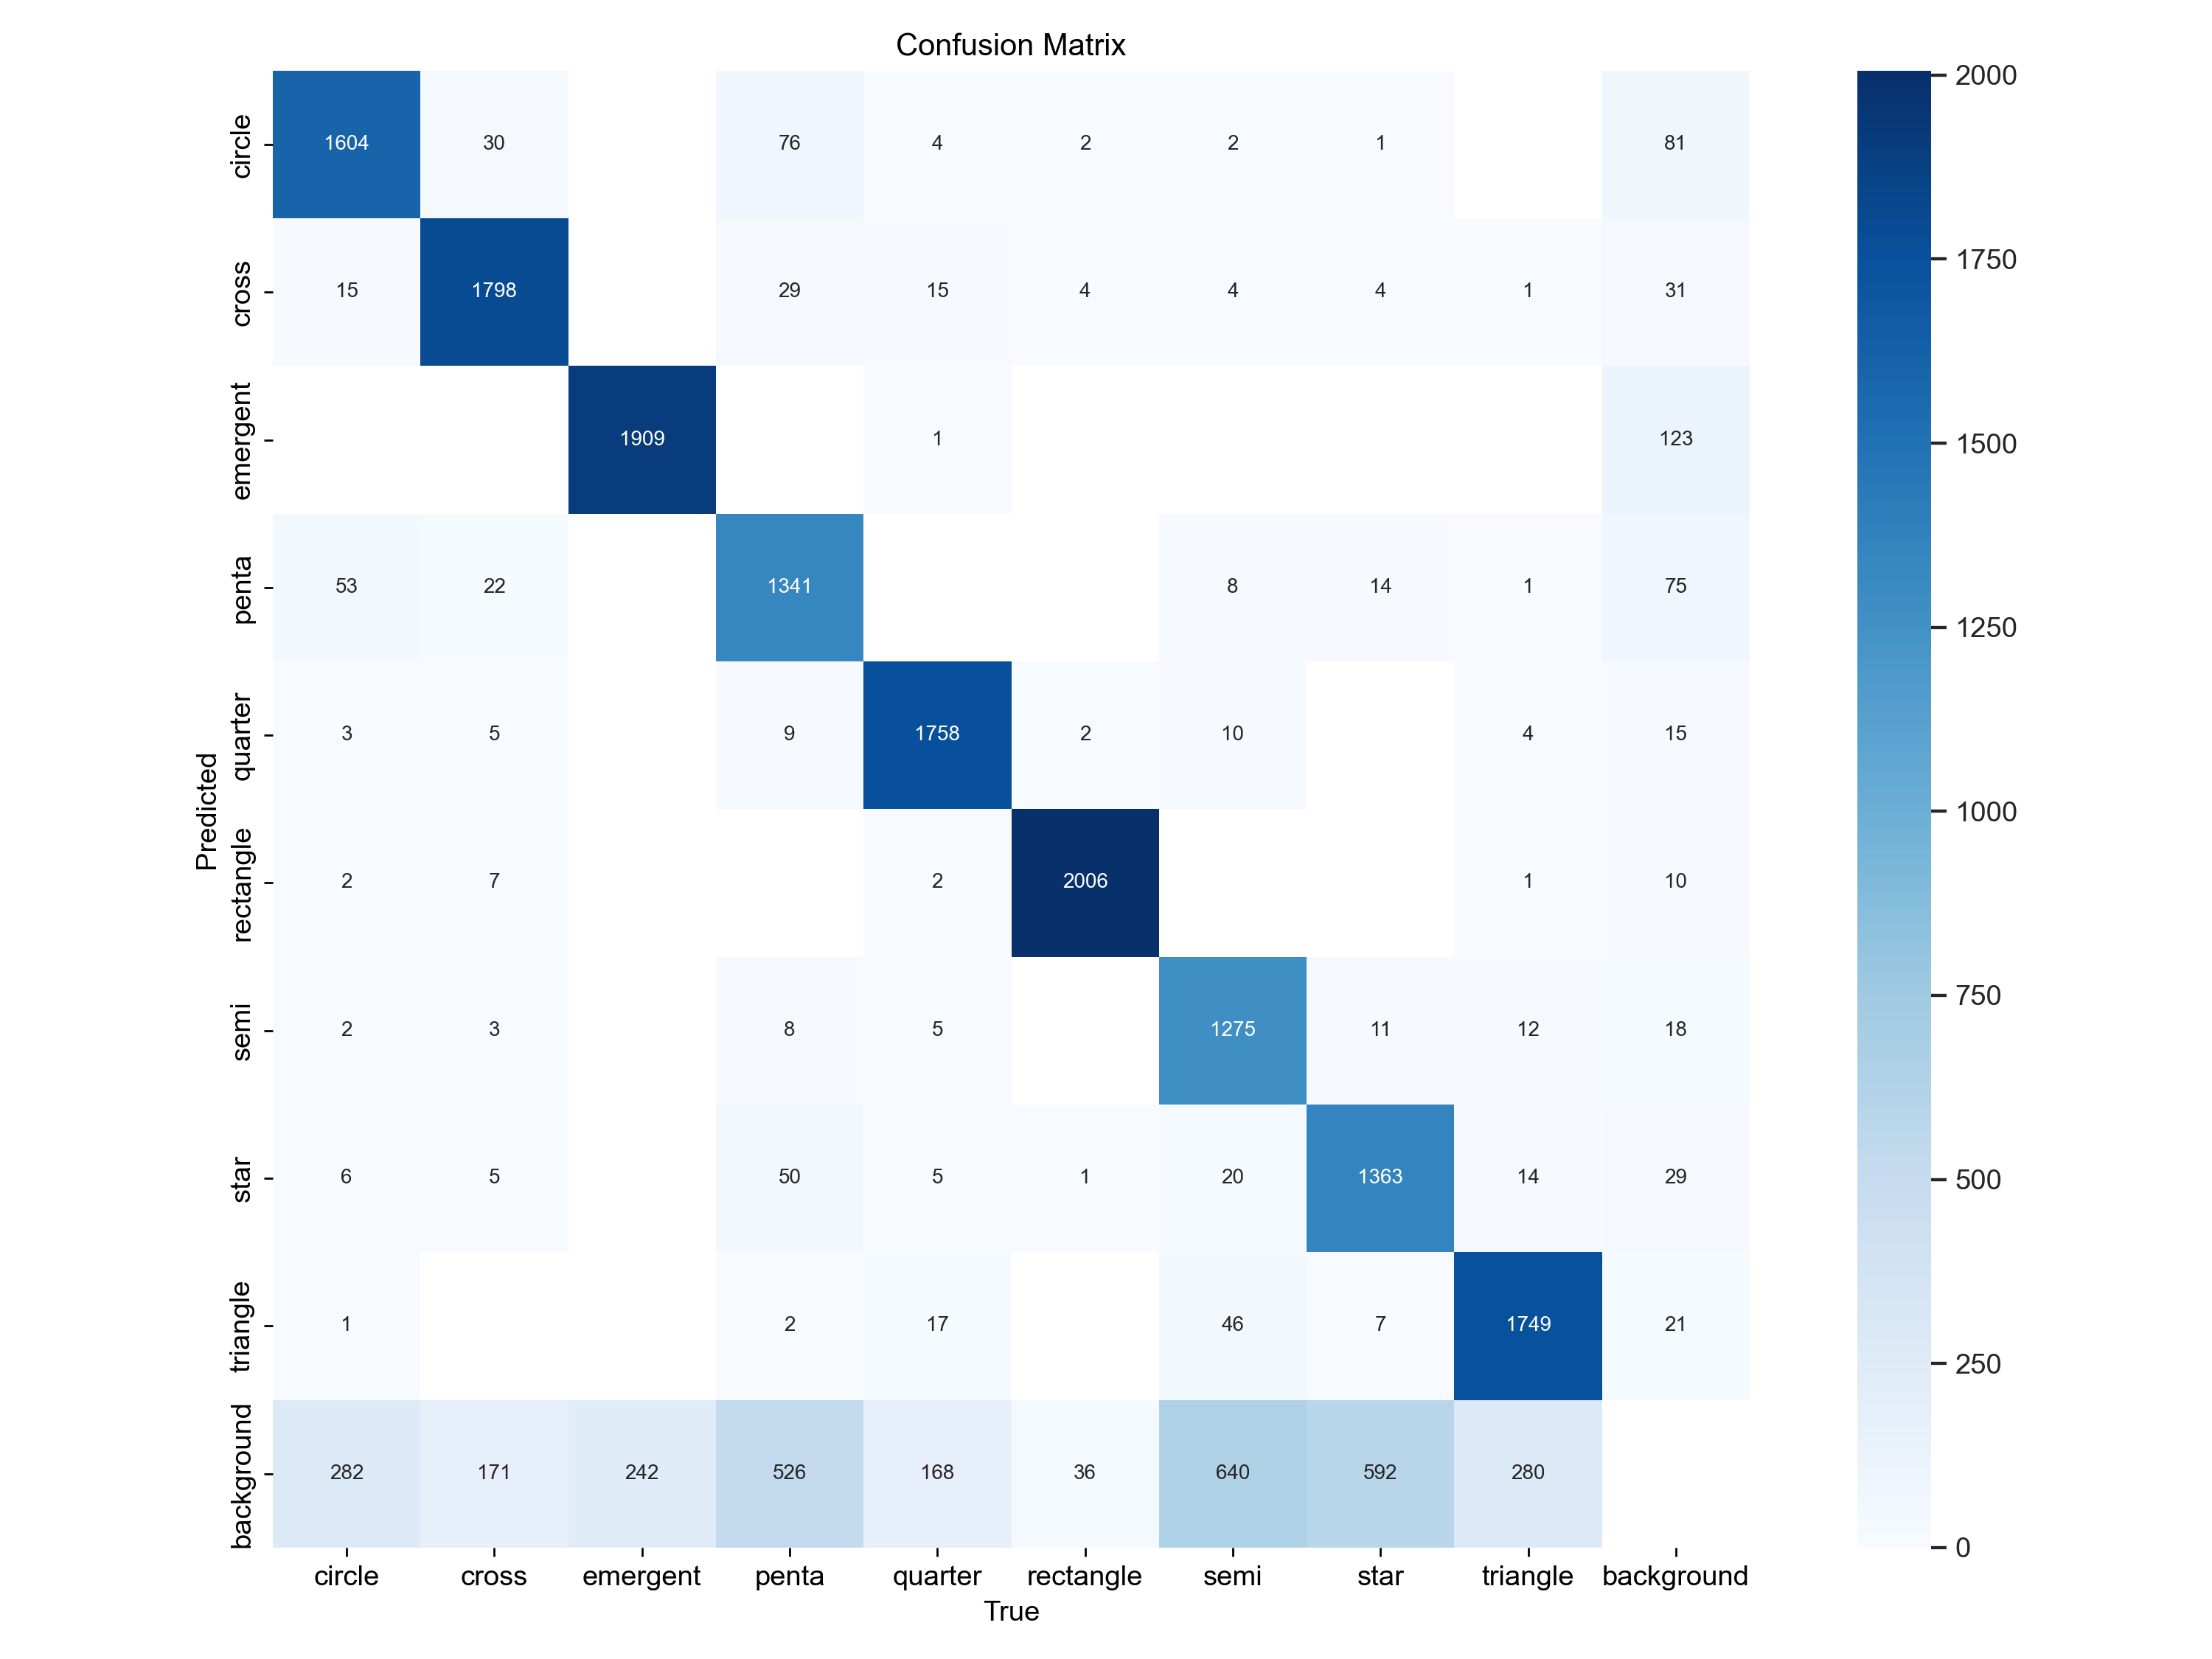 Confusion Matrix
circle 1604 30 76 4 2 2 1 81
cross 15 1798 29 15 4 4 4 1 31
emergent 1909 1 123
penta 53 22 1341 8 14 1 75
quarter 3 5 9 1758 2 10 4 15
rectangle 2 7 2 2006 1 10
semi 2 3 8 5 1275 11 12 18
star 6 5 50 5 1 20 1363 14 29
triangle 1 2 17 46 7 1749 21
background 282 171 242 526 168 36 640 592 280
Predicted
circle cross emergent penta quarter rectangle semi star triangle background
True
2000
1750
1500
1250
1000
750
500
250
0